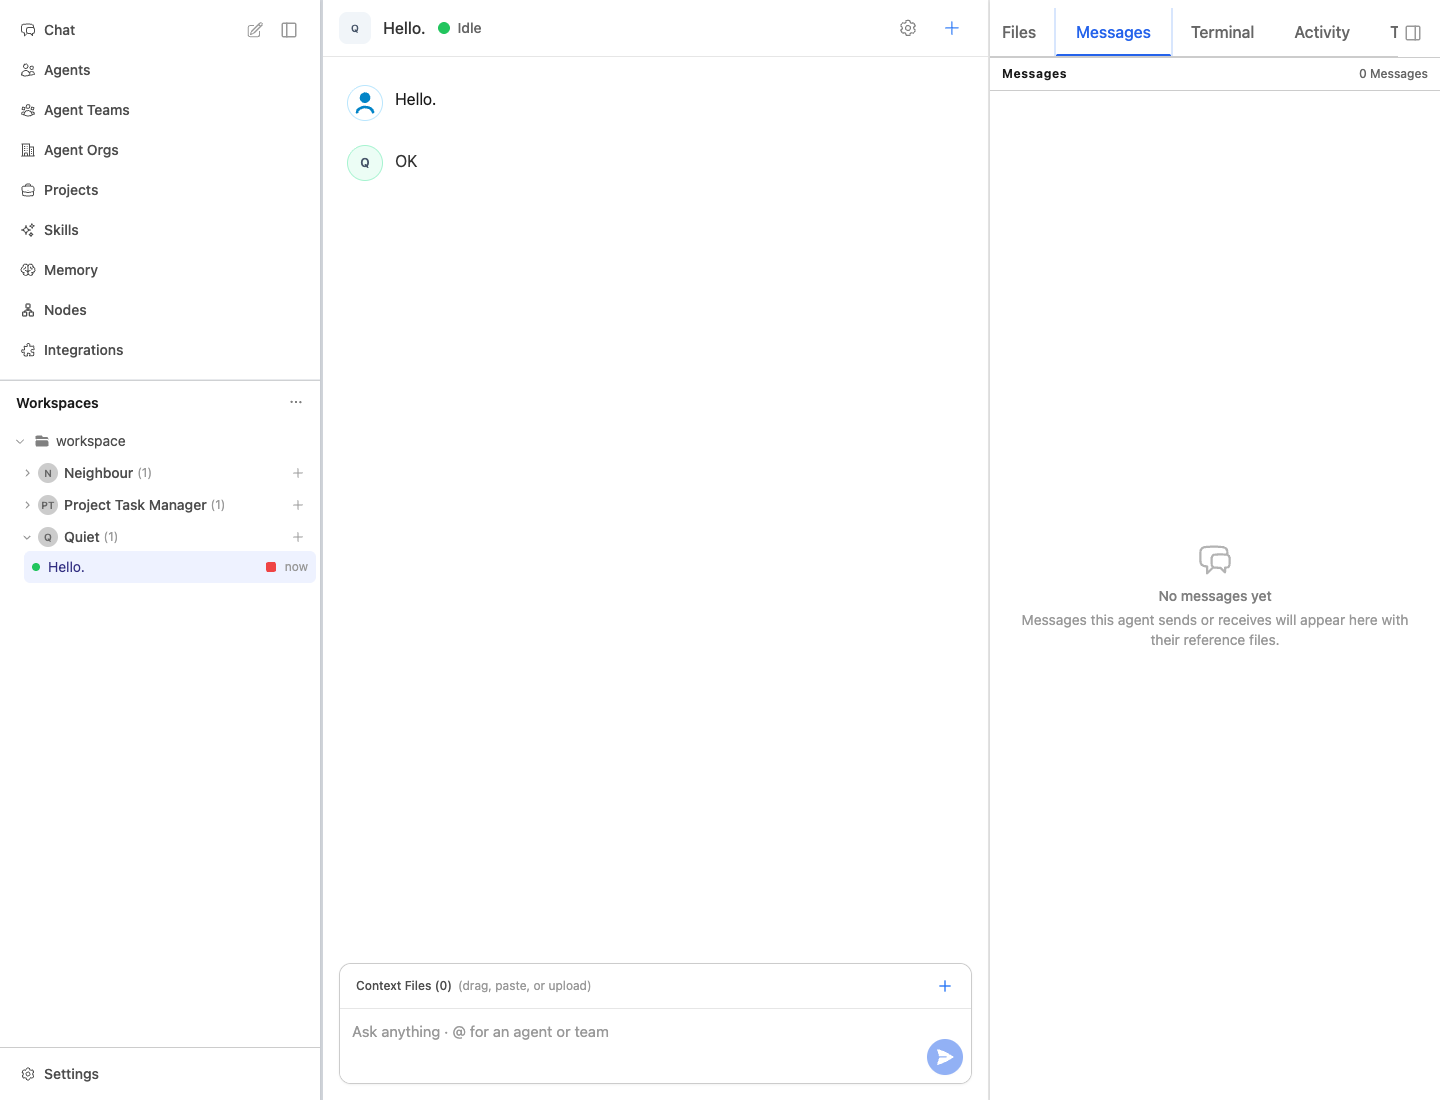 Chat
Agents
Agent Teams
Agent Orgs
Projects
Skills
Memory
Nodes
Integrations
Workspaces
workspace
N Neighbour (1)
PT Project Task Manager (1)
Q Quiet (1)
Hello. now
Settings
Q Hello. Idle
Hello.
Q OK
Context Files (0) (drag, paste, or upload)
Ask anything · @ for an agent or team
Files Messages Terminal Activity T
Messages 0 Messages
No messages yet
Messages this agent sends or receives will appear here with
their reference files.